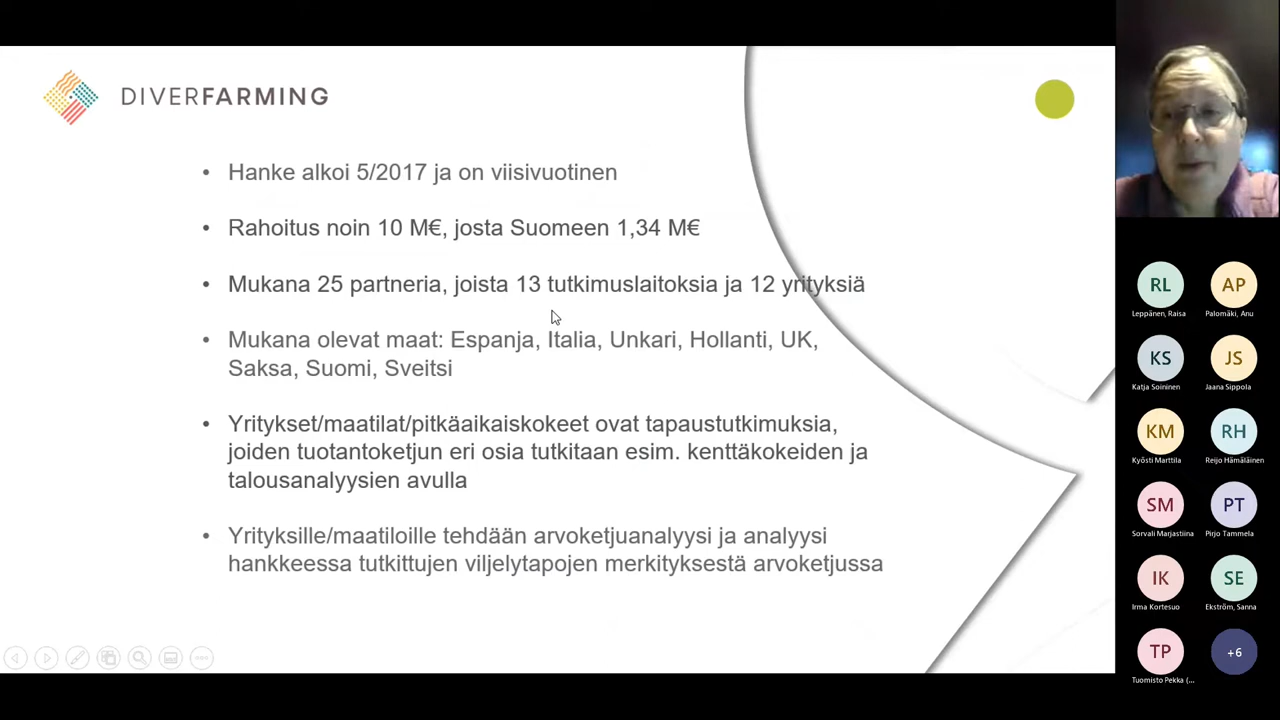 DIVERFARMING
• Hanke alkoi 5/2017 ja on viisivuotinen
• Rahoitus noin 10 M€, josta Suomeen 1,34 M€
• Mukana 25 partneria, joista 13 tutkimuslaitoksia ja 12 yrityksiä
• Mukana olevat maat: Espanja, Italia, Unkari, Hollanti, UK,
Saksa, Suomi, Sveitsi
• Yritykset/maatilat/pitkäaikaiskokeet ovat tapaustutkimuksia,
joiden tuotantoketjun eri osia tutkitaan esim. kenttäkokeiden ja
talousanalyysien avulla
• Yrityksille/maatiloille tehdään arvoketjuanalyysi ja analyysi
hankkeessa tutkittujen viljelytapojen merkityksestä arvoketjussa
RL AP
Leppänen, Raisa Palomäki, Anu
KS JS
Katja Soininen Jaana Sippola
KM RH
Kyösti Marttila Reijo Hämäläinen
SM PT
Sorvali Marjastiina Pirjo Tammela
IK SE
Irma Kortesuo Ekström, Sanna
TP +6
Tuomisto Pekka (...